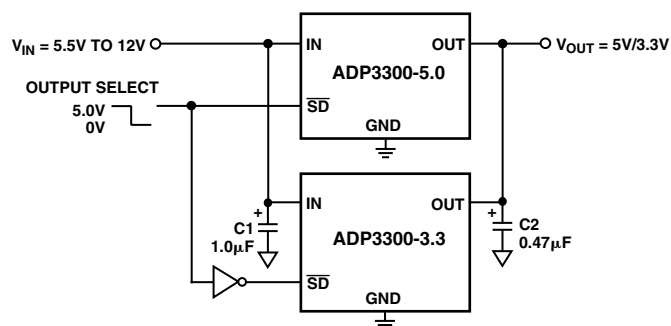 V_IN = 5.5V TO 12V
IN
OUT
V_OUT = 5V/3.3V
ADP3300-5.0
OUTPUT SELECT
5.0V
0V
SD
GND
IN
OUT
C1
1.0µF
+
ADP3300-3.3
+
C2
0.47µF
SD
GND